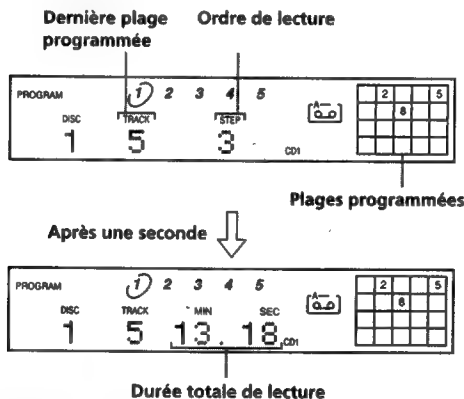 Dernière plage programmée
Ordre de lecture
PROGRAM 1 2 3 4 5
DISC TRACK STEP
1 5 3 CD1
A
2 5
8
Plages programmées
Après une seconde
PROGRAM 1 2 3 4 5
DISC TRACK MIN SEC
1 5 13. 18 CD1
A
2 5
8
Durée totale de lecture